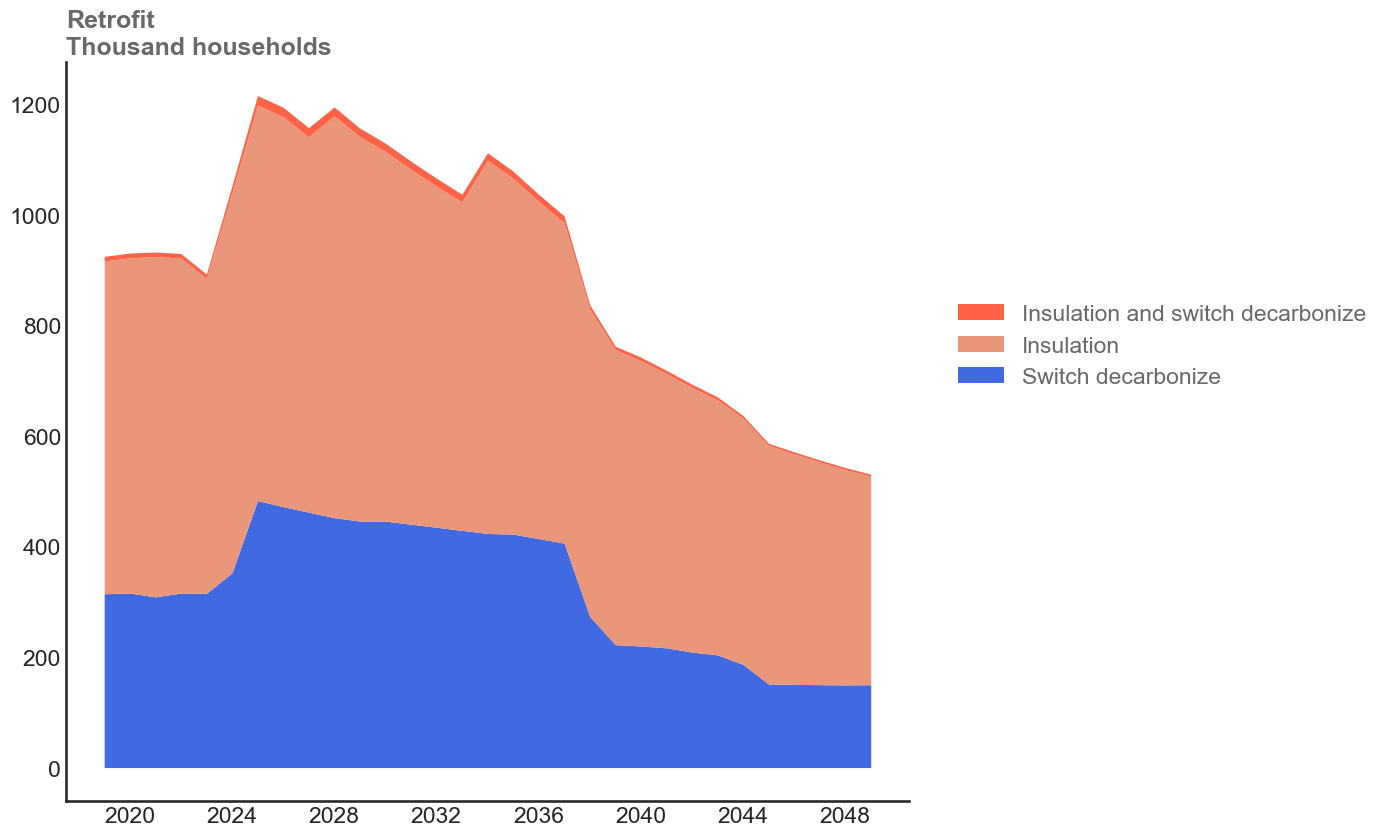 Retrofit
Thousand households
1200
1000
800
600
400
200
0
2020 2024 2028 2032 2036 2040 2044 2048
Insulation and switch decarbonize
Insulation
Switch decarbonize